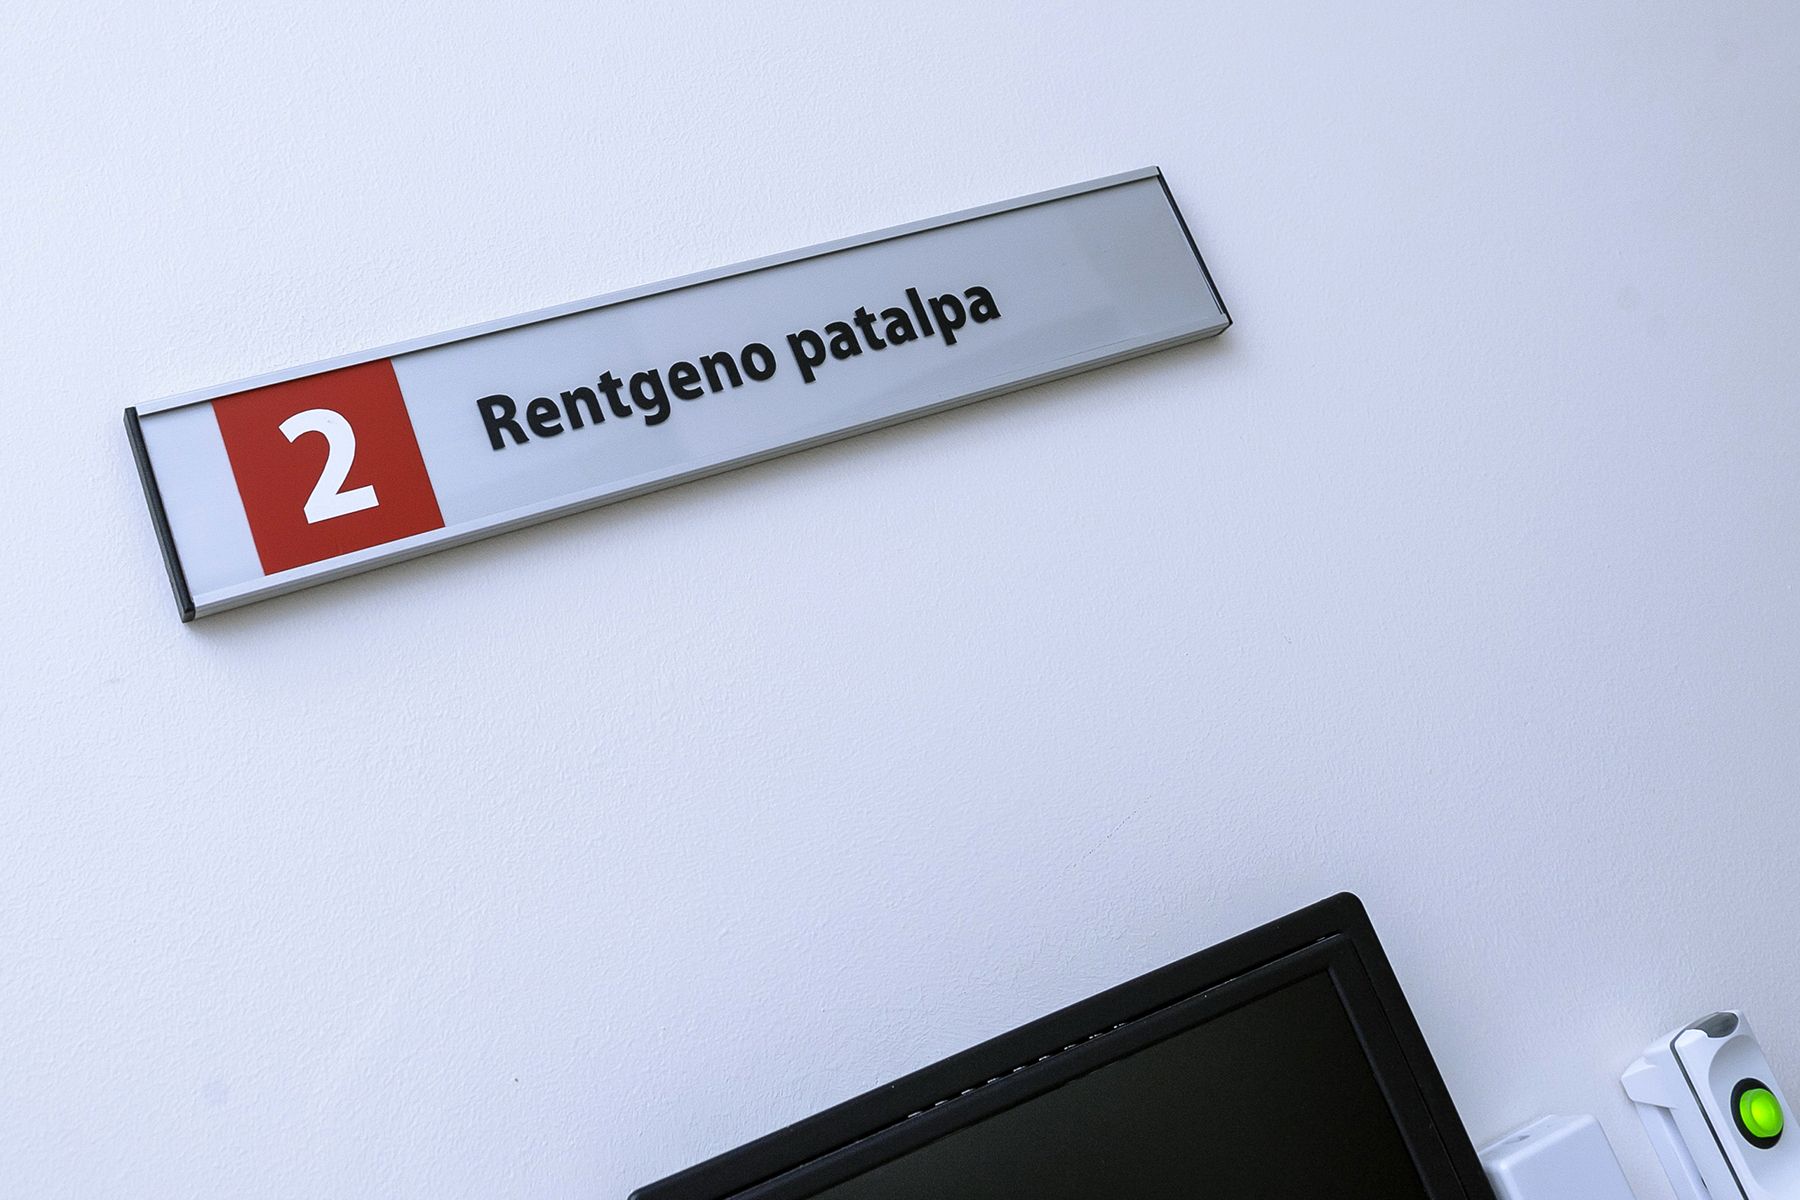 2 Rentgeno patalpa